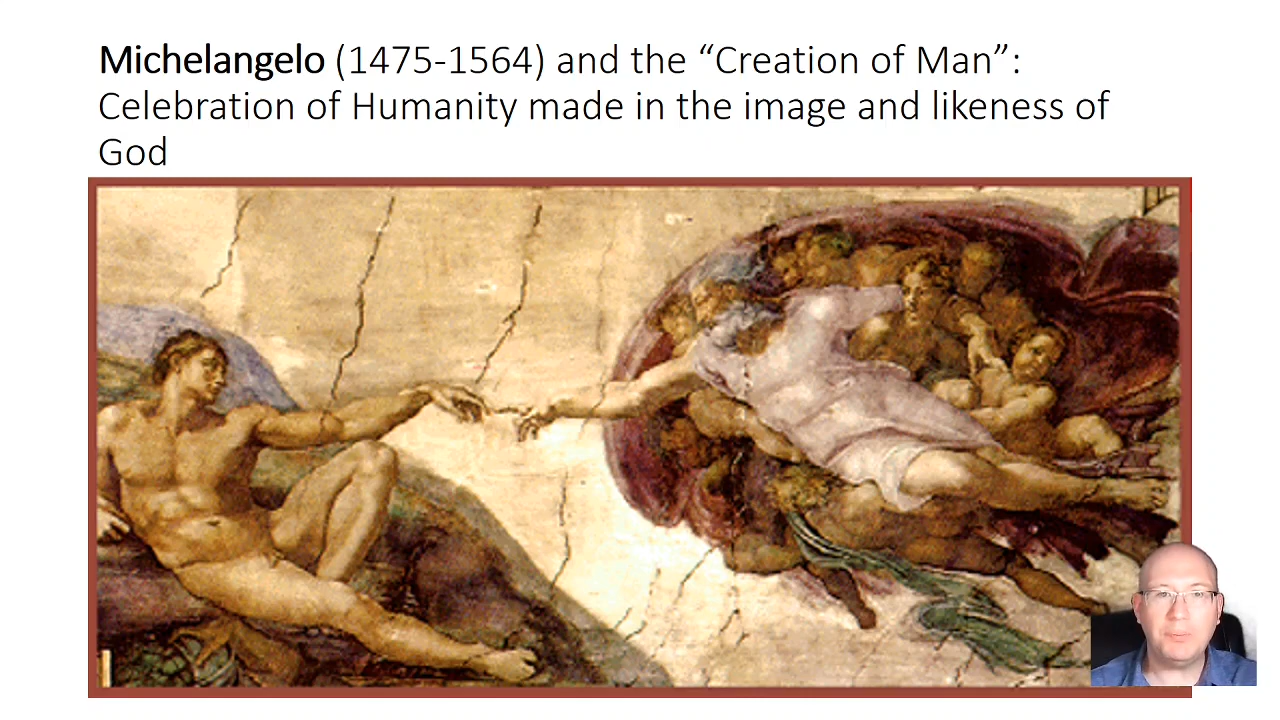 Michelangelo (1475-1564) and the “Creation of Man”:
Celebration of Humanity made in the image and likeness of
God